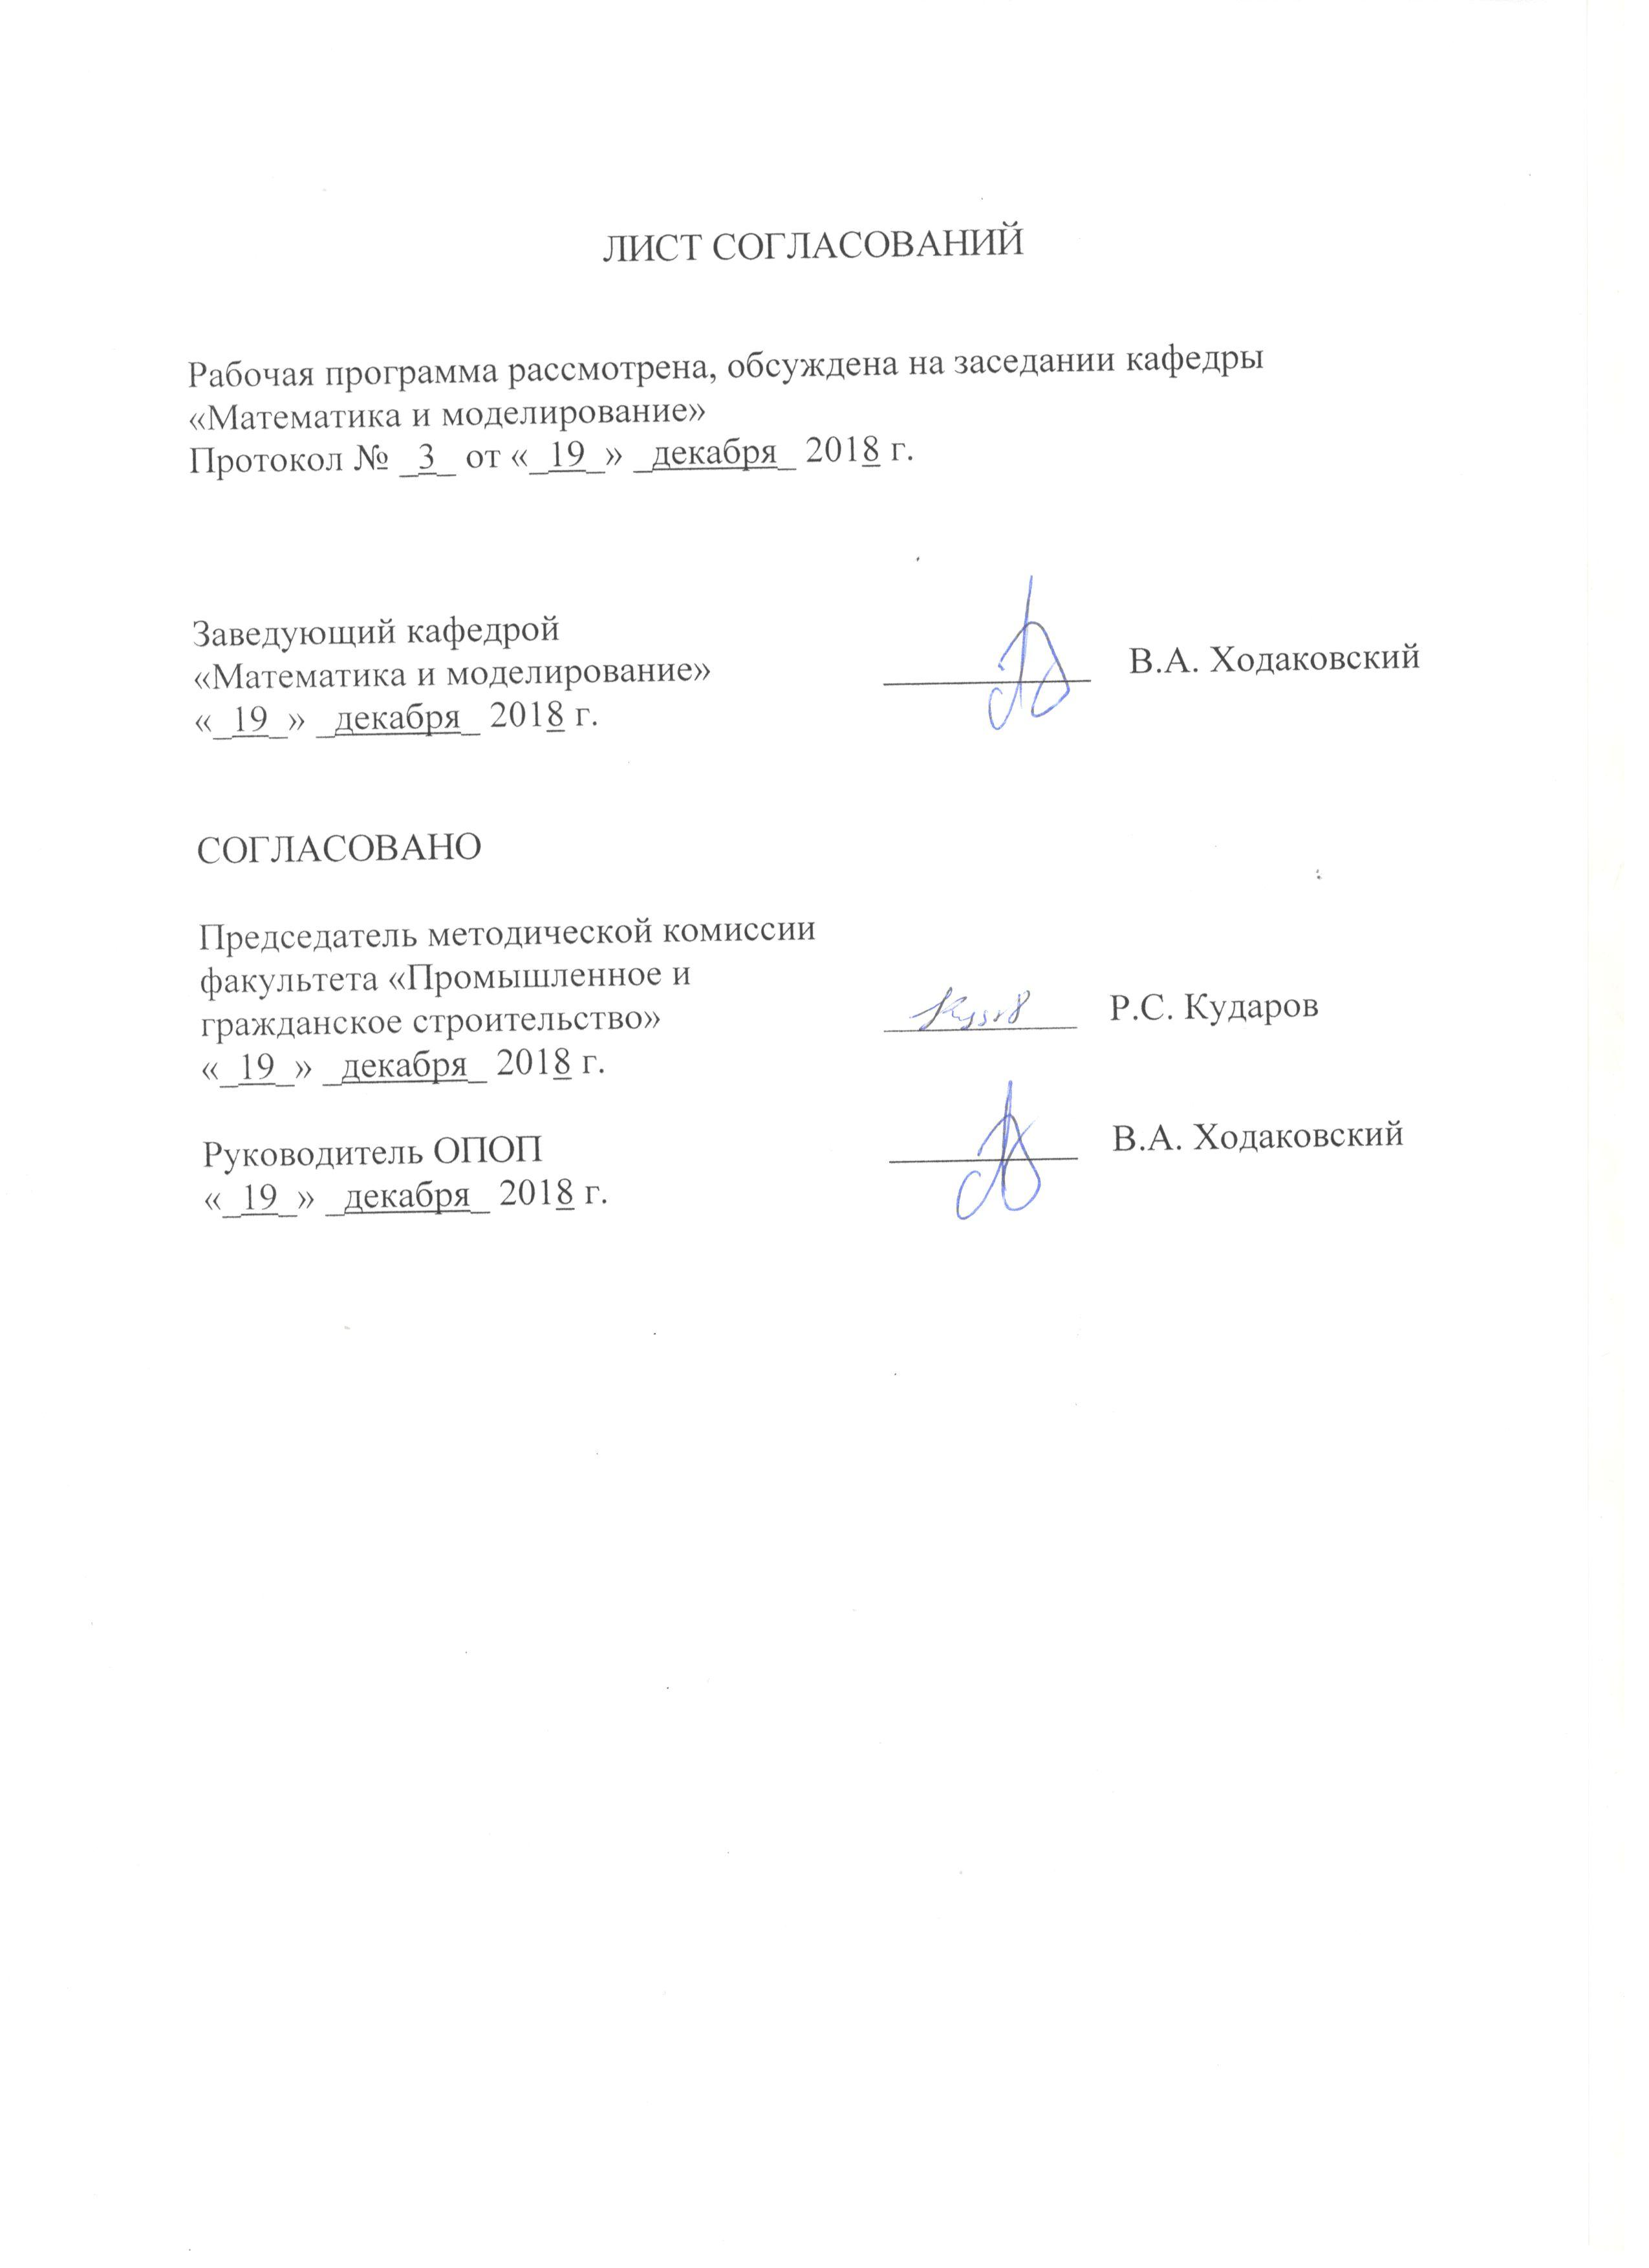 ЛИСТ СОГЛАСОВАНИЙ
Рабочая программа рассмотрена, обсуждена на заседании кафедры
«Математика и моделирование»
Протокол № _3_ от «_19_» _декабря_ 2018 г.
Заведующий кафедрой
«Математика и моделирование» В.А. Ходаковский
«_19_» _декабря_ 2018 г.
СОГЛАСОВАНО
Председатель методической комиссии
факультета «Промышленное и
гражданское строительство» Р.С. Кударов
«_19_» _декабря_ 2018 г.
Руководитель ОПОП В.А. Ходаковский
«_19_» _декабря_ 2018 г.